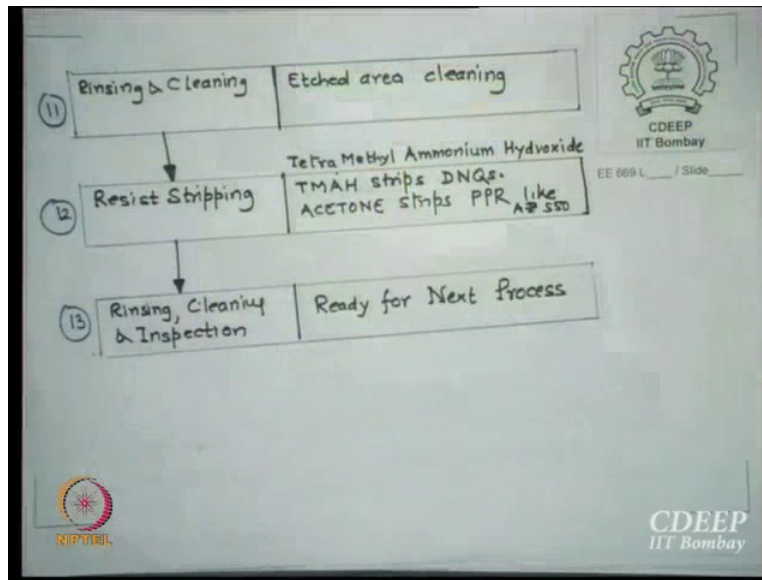 CDEEP
IIT Bombay
EE 669 L____ / Slide____
11
Rinsing & Cleaning
Etched area cleaning
Tetra Methyl Ammonium Hydroxide
12
Resist Stripping
TMAH strips DNQs.
ACETONE strips PPR like
AZ 550
13
Rinsing, Cleaning
& Inspection
Ready for Next Process
NPTEL
CDEEP
IIT Bombay